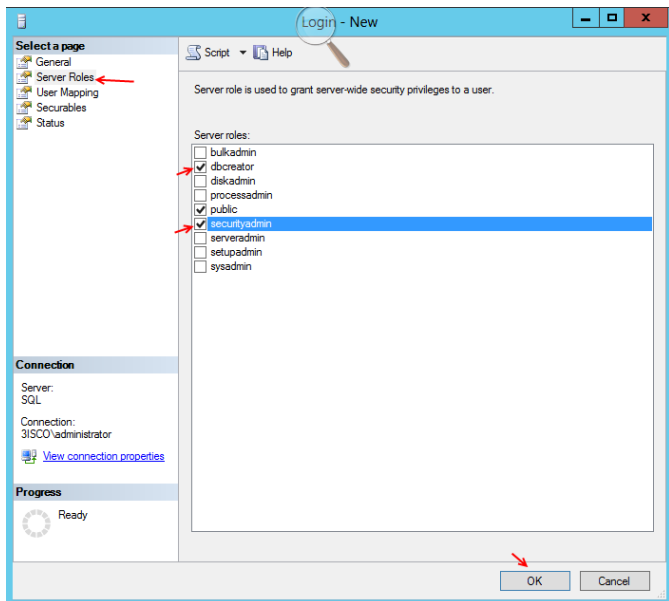 Login - New
Select a page
General
Server Roles
User Mapping
Securables
Status
Script
Help
Server role is used to grant server-wide security privileges to a user.
Server roles:
bulkadmin
dbcreator
diskadmin
processadmin
public
securityadmin
serveradmin
setupadmin
sysadmin
Connection
Server:
SQL
Connection:
3ISCO\administrator
View connection properties
Progress
Ready
OK
Cancel